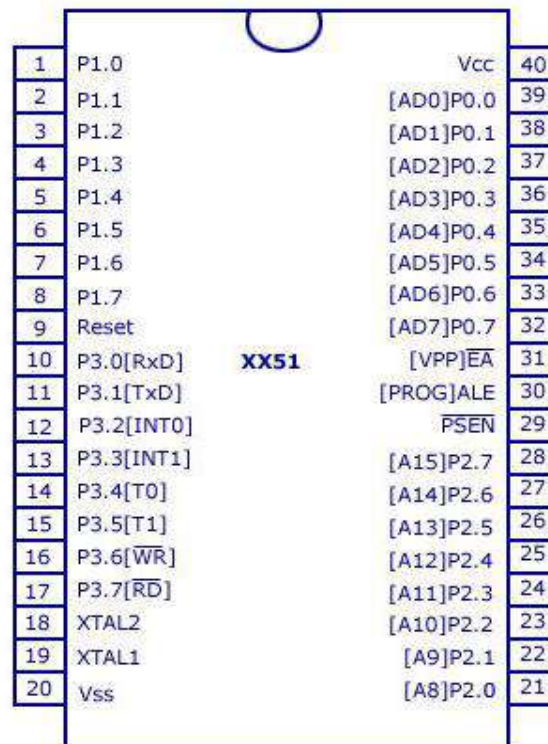 1 P1.0 Vcc 40
2 P1.1 [AD0]P0.0 39
3 P1.2 [AD1]P0.1 38
4 P1.3 [AD2]P0.2 37
5 P1.4 [AD3]P0.3 36
6 P1.5 [AD4]P0.4 35
7 P1.6 [AD5]P0.5 34
8 P1.7 [AD6]P0.6 33
9 Reset [AD7]P0.7 32
10 P3.0[RxD] XX51 [VPP]E̅A̅ 31
11 P3.1[TxD] [PROG]ALE 30
12 P3.2[INT0] P̅S̅E̅N̅ 29
13 P3.3[INT1] [A15]P2.7 28
14 P3.4[T0] [A14]P2.6 27
15 P3.5[T1] [A13]P2.5 26
16 P3.6[W̅R̅] [A12]P2.4 25
17 P3.7[R̅D̅] [A11]P2.3 24
18 XTAL2 [A10]P2.2 23
19 XTAL1 [A9]P2.1 22
20 Vss [A8]P2.0 21